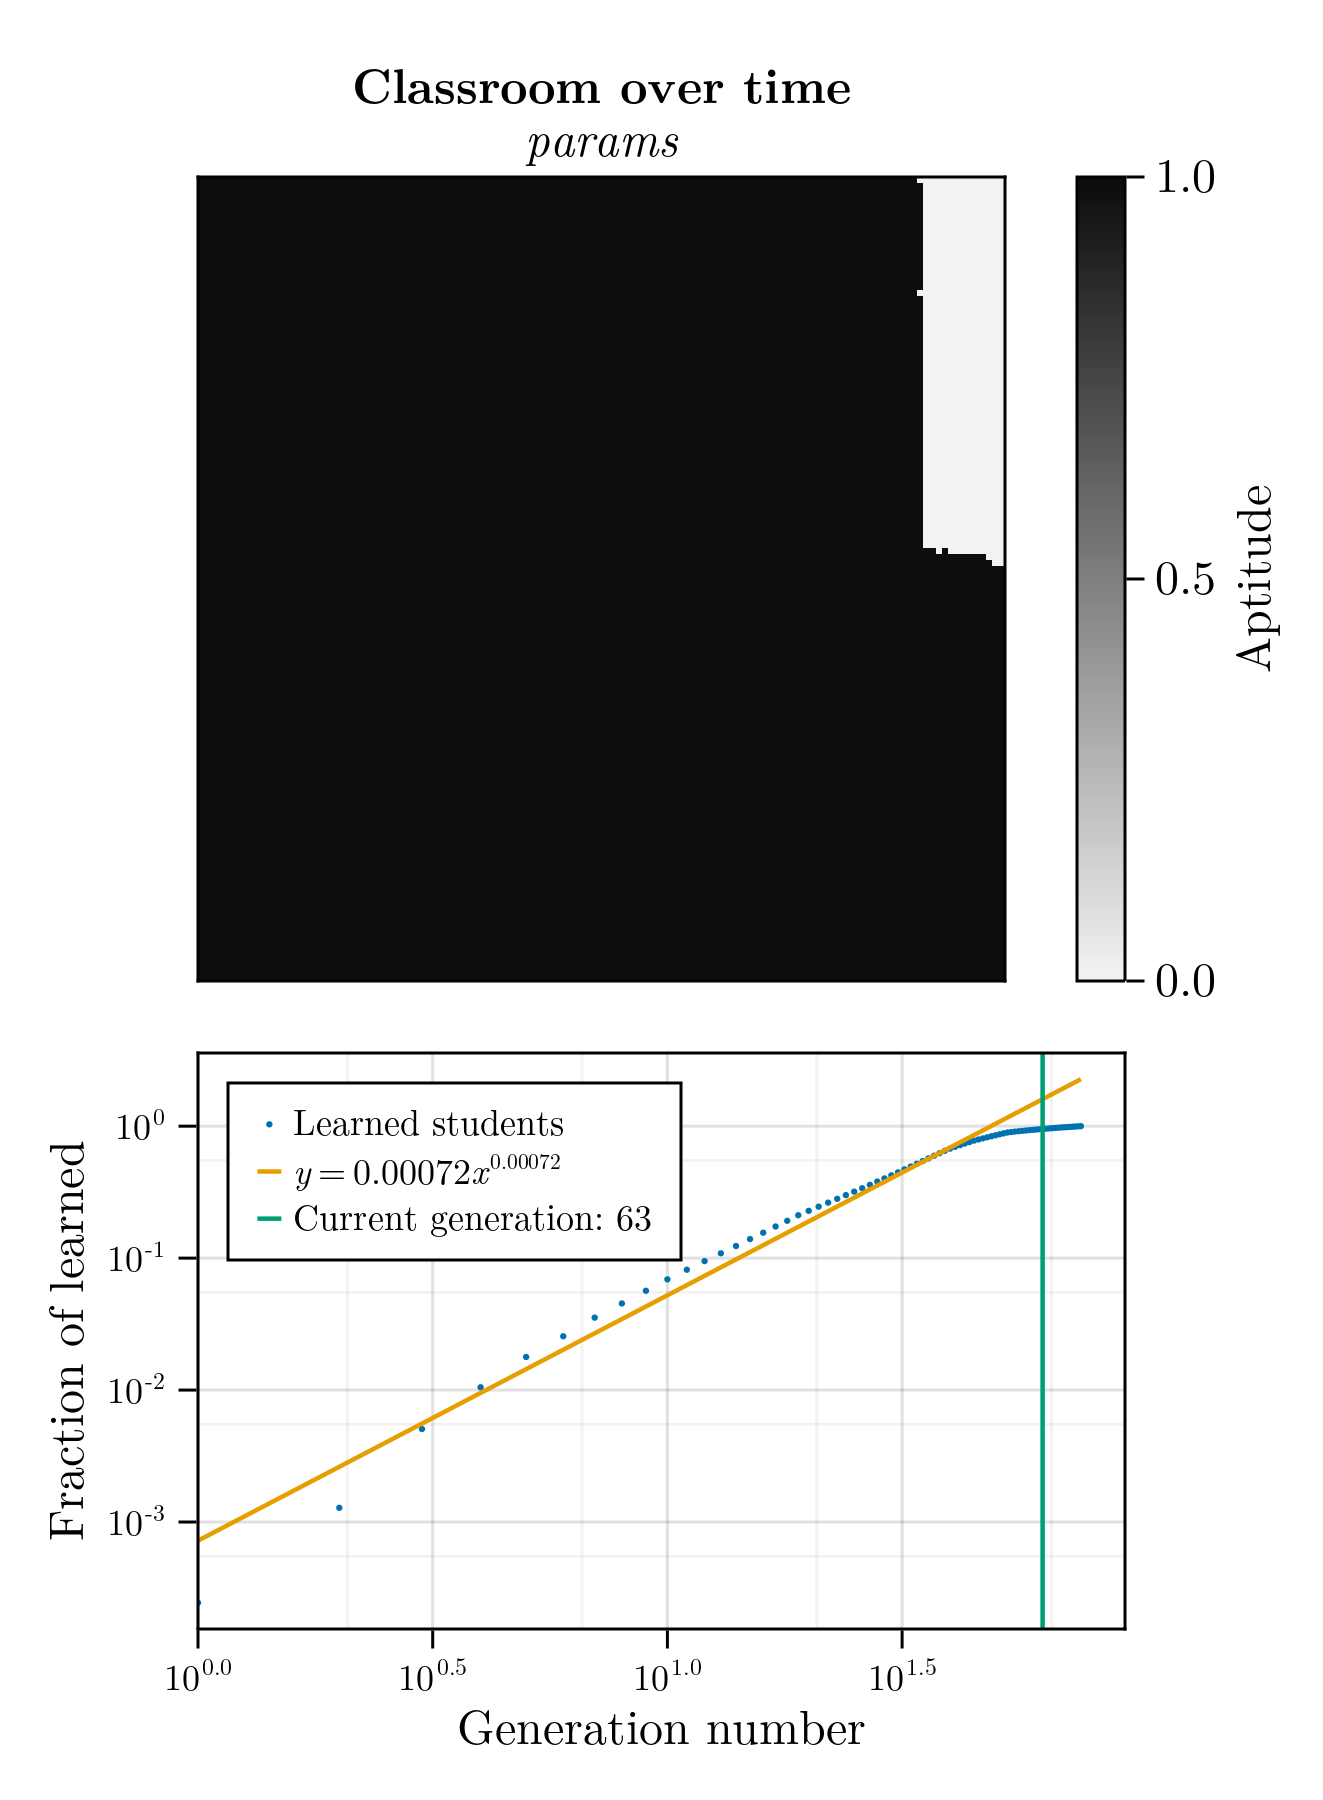 Classroom over time
params
1.0
0.5
0.0
Aptitude
Learned students
y = 0.00072x^0.00072
Current generation: 63
10^0
10^-1
10^-2
10^-3
Fraction of learned
10^0.0 10^0.5 10^1.0 10^1.5
Generation number